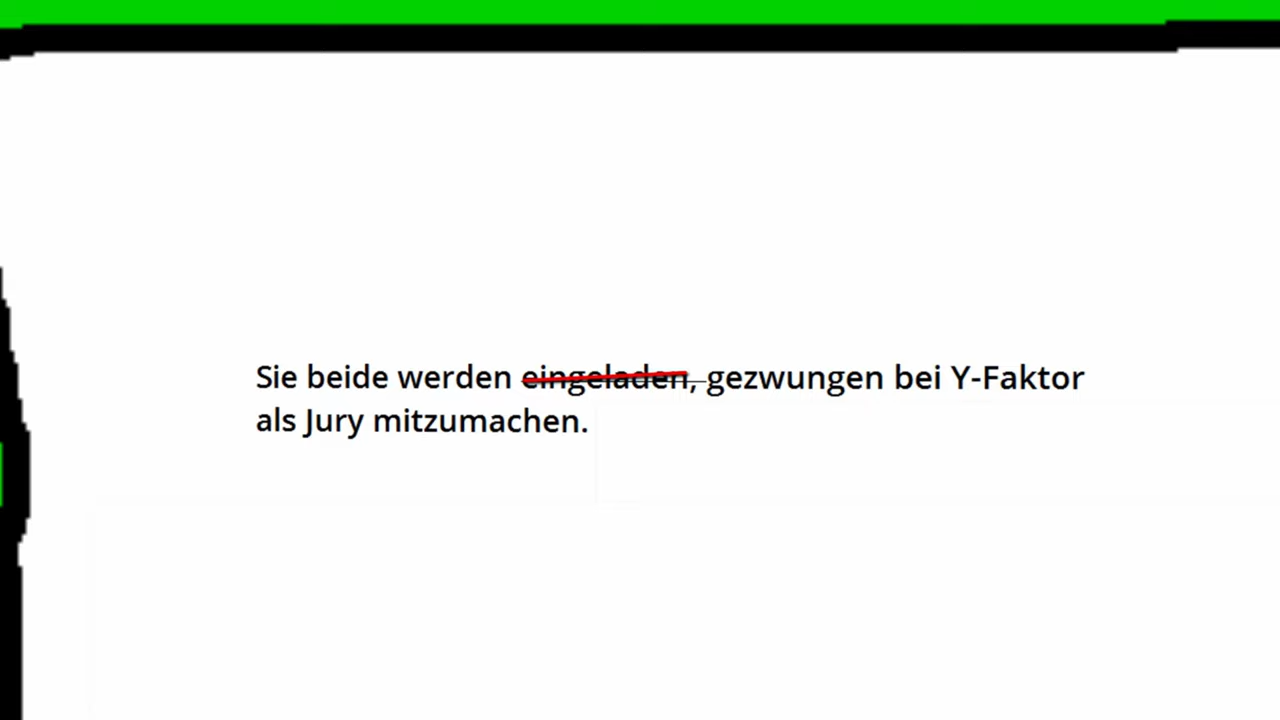 Sie beide werden eingeladen, gezwungen bei Y-Faktor
als Jury mitzumachen.